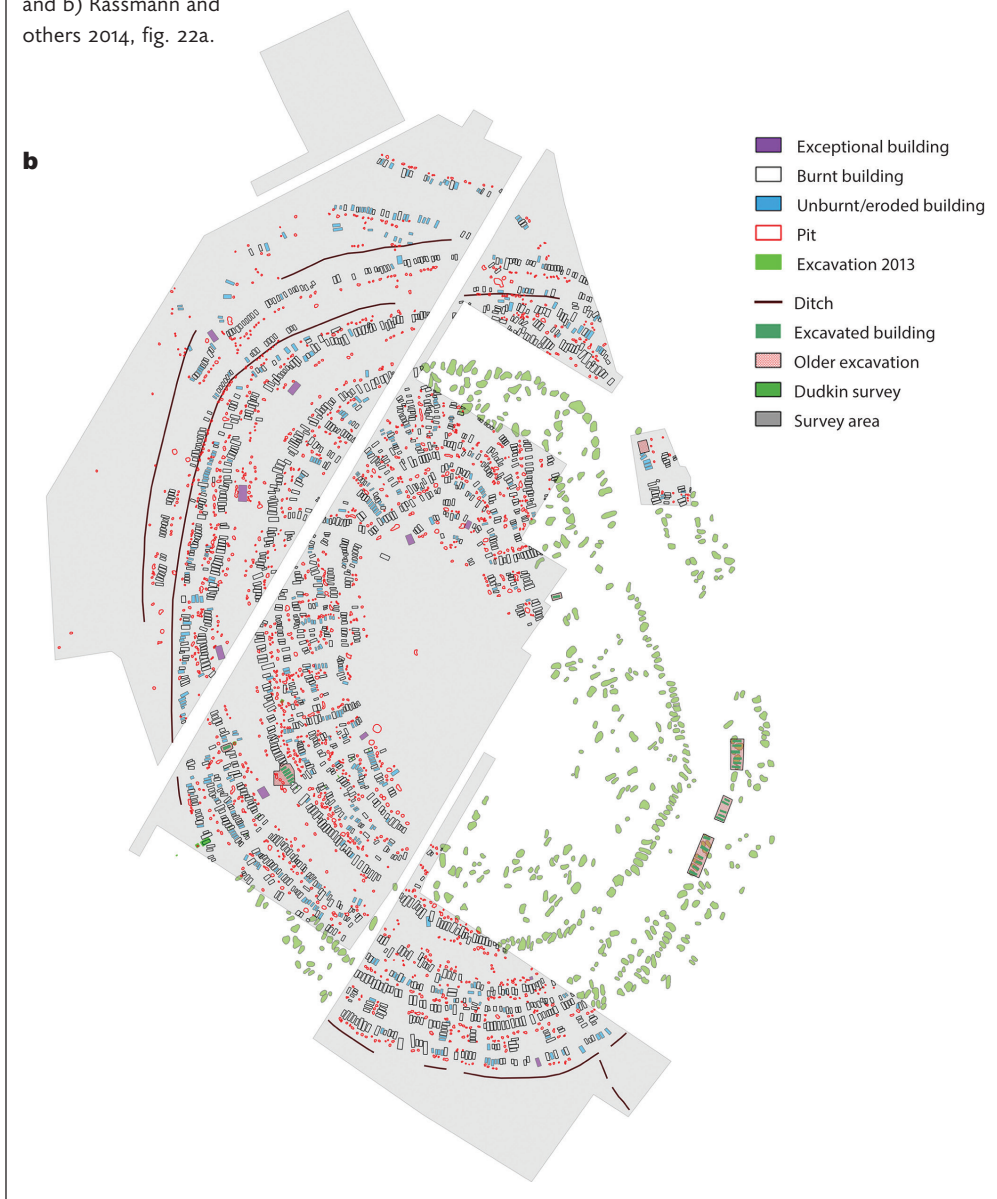 and b) Rassmann and
others 2014, fig. 22a.
b
Exceptional building
Burnt building
Unburnt/eroded building
Pit
Excavation 2013
Ditch
Excavated building
Older excavation
Dudkin survey
Survey area